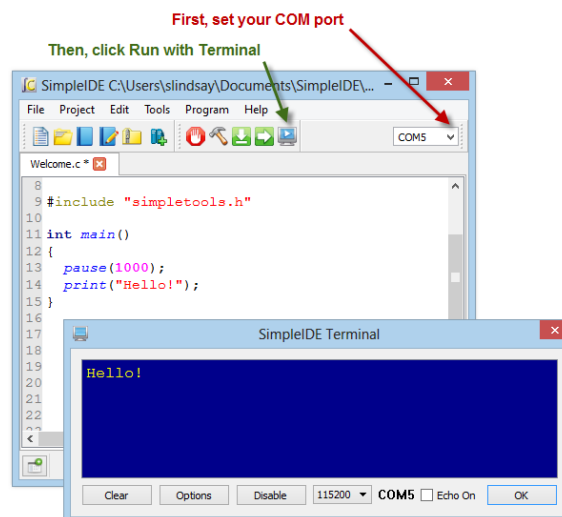 First, set your COM port
Then, click Run with Terminal
SimpleIDE C:\Users\slindsay\Documents\SimpleIDE\...
File Project Edit Tools Program Help
COM5
Welcome.c *
8
9 #include "simpletools.h"
10
11 int main()
12 {
13 pause(1000);
14 print("Hello!");
15 }
16
17
18
19
20
21
22
SimpleIDE Terminal
Hello!
Clear Options Disable 115200 COM5 Echo On OK